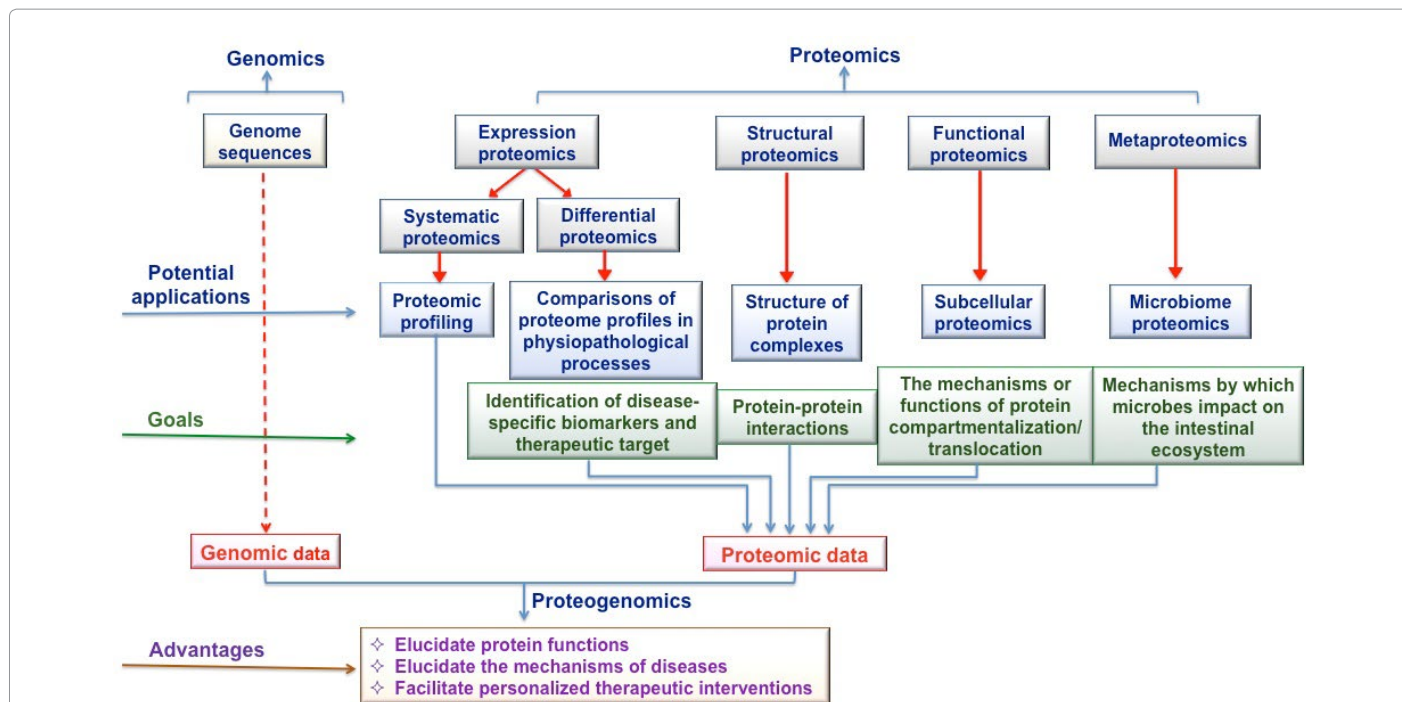 Genomics
Proteomics
Genome
sequences
Expression
proteomics
Structural
proteomics
Functional
proteomics
Metaproteomics
Systematic
proteomics
Differential
proteomics
Potential
applications
Proteomic
profiling
Comparisons of
proteome profiles in
physiopathological
processes
Structure of
protein
complexes
Subcellular
proteomics
Microbiome
proteomics
Goals
Identification of disease-
specific biomarkers and
therapeutic target
Protein-protein
interactions
The mechanisms or
functions of protein
compartmentalization/
translocation
Mechanisms by which
microbes impact on
the intestinal
ecosystem
Genomic data
Proteomic data
Proteogenomics
Advantages
✧ Elucidate protein functions
✧ Elucidate the mechanisms of diseases
✧ Facilitate personalized therapeutic interventions